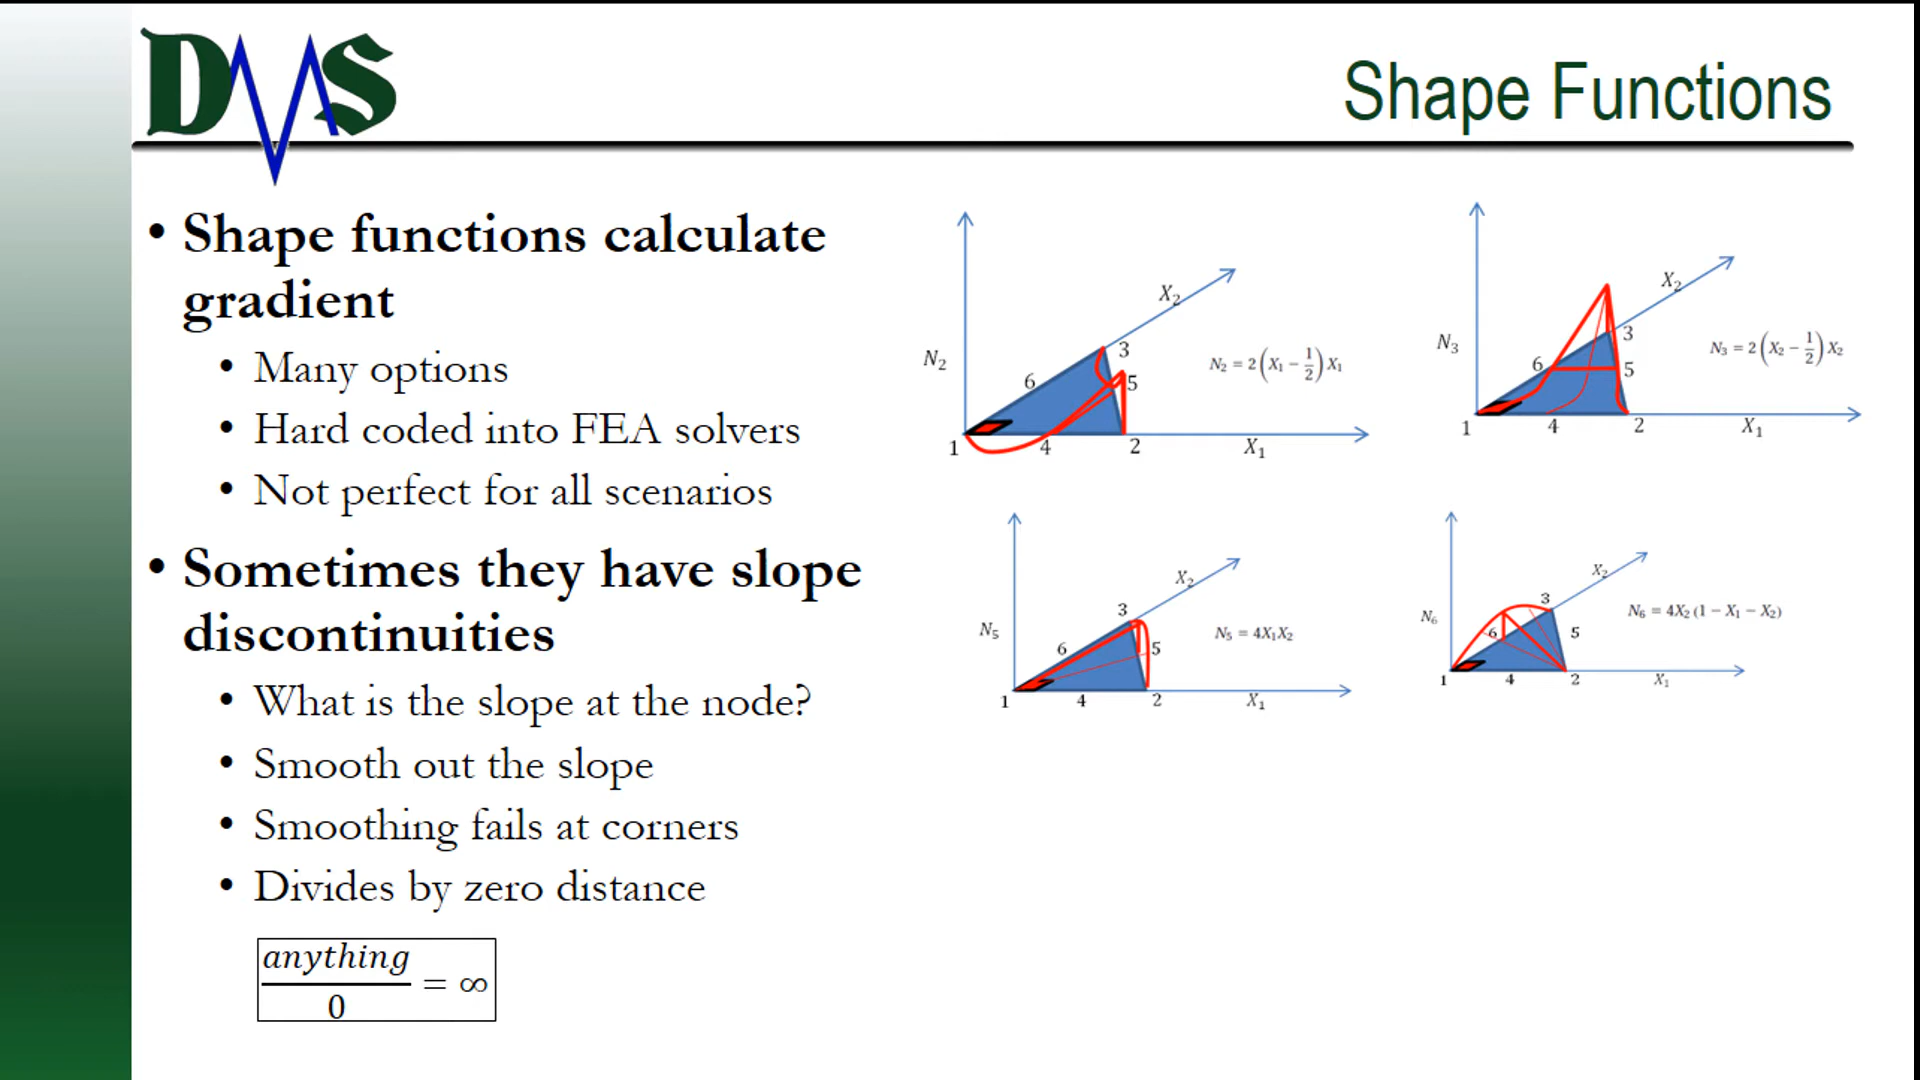 DMS
Shape Functions
• Shape functions calculate
gradient
• Many options
• Hard coded into FEA solvers
• Not perfect for all scenarios
• Sometimes they have slope
discontinuities
• What is the slope at the node?
• Smooth out the slope
• Smoothing fails at corners
• Divides by zero distance
anything
—— = ∞
0
N₂
X₂
3
6
5
1
4
2
X₁
N₂ = 2(X₁ − 1/2)X₁
N₃
X₂
3
6
5
1
4
2
X₁
N₃ = 2(X₂ − 1/2)X₂
N₅
X₂
3
6
5
1
4
2
X₁
N₅ = 4X₁X₂
N₆
X₂
3
6
5
1
4
2
X₁
N₆ = 4X₂(1 − X₁ − X₂)